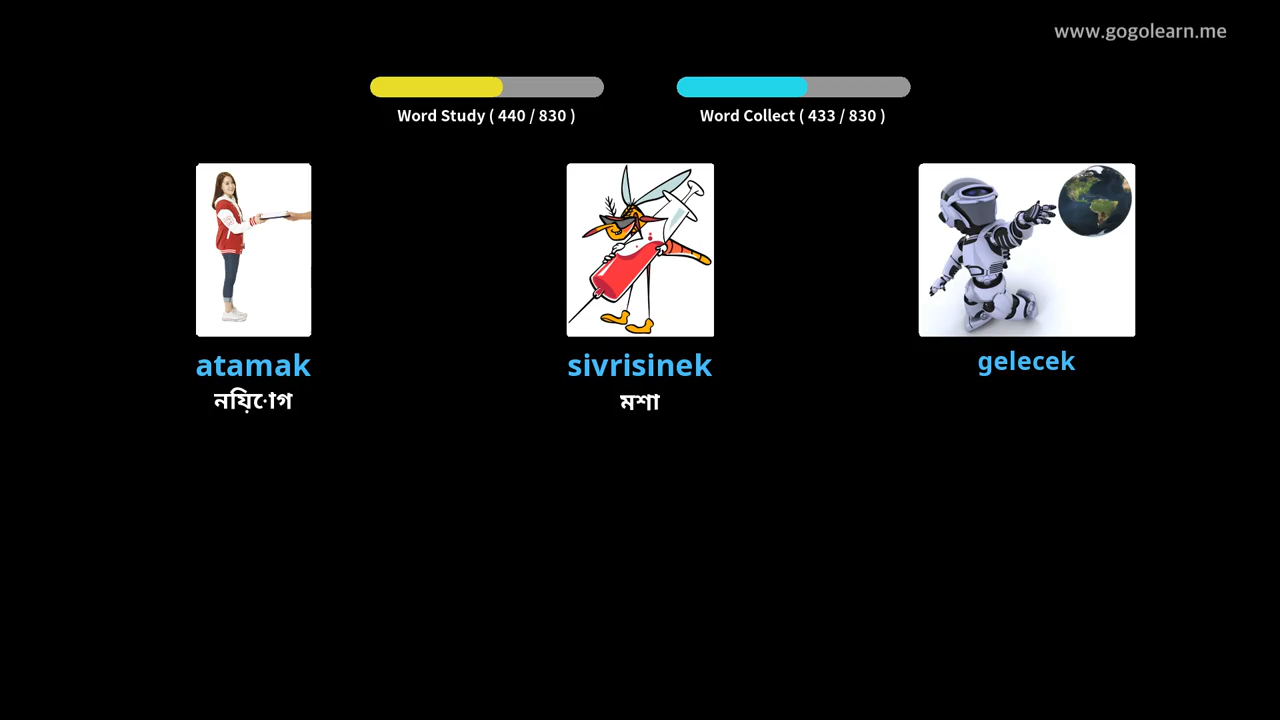 www.gogolearn.me
Word Study ( 440 / 830 )
Word Collect ( 433 / 830 )
atamak
sivrisinek
gelecek
নিয়োগ
মশা